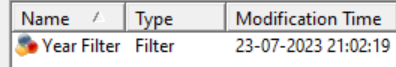 Name Type Modification Time
Year Filter Filter 23-07-2023 21:02:19